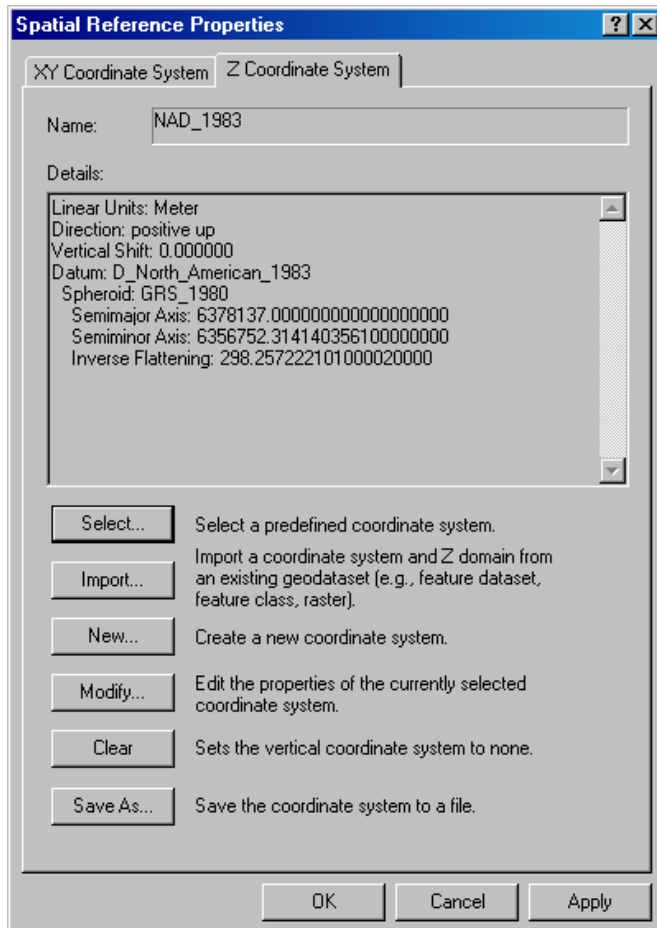 Spatial Reference Properties
XY Coordinate System
Z Coordinate System
Name:
NAD_1983
Details:
Linear Units: Meter
Direction: positive up
Vertical Shift: 0.000000
Datum: D_North_American_1983
Spheroid: GRS_1980
Semimajor Axis: 6378137.000000000000000000
Semiminor Axis: 6356752.314140356100000000
Inverse Flattening: 298.257222101000020000
Select...
Select a predefined coordinate system.
Import...
Import a coordinate system and Z domain from
an existing geodataset (e.g., feature dataset,
feature class, raster).
New...
Create a new coordinate system.
Modify...
Edit the properties of the currently selected
coordinate system.
Clear
Sets the vertical coordinate system to none.
Save As...
Save the coordinate system to a file.
OK
Cancel
Apply